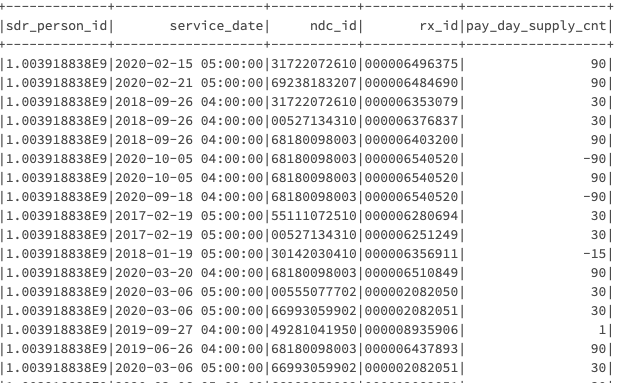 +-------------+-------------------+-----------+------------+------------------+
|sdr_person_id|       service_date|     ndc_id|       rx_id|pay_day_supply_cnt|
+-------------+-------------------+-----------+------------+------------------+
|1.003918838E9|2020-02-15 05:00:00|31722072610|000006496375|                90|
|1.003918838E9|2020-02-21 05:00:00|69238183207|000006484690|                90|
|1.003918838E9|2018-09-26 04:00:00|31722072610|000006353079|                30|
|1.003918838E9|2018-09-26 04:00:00|00527134310|000006376837|                30|
|1.003918838E9|2018-09-26 04:00:00|68180098003|000006403200|                90|
|1.003918838E9|2020-10-05 04:00:00|68180098003|000006540520|               -90|
|1.003918838E9|2020-10-05 04:00:00|68180098003|000006540520|                90|
|1.003918838E9|2020-09-18 04:00:00|68180098003|000006540520|               -90|
|1.003918838E9|2017-02-19 05:00:00|55111072510|000006280694|                30|
|1.003918838E9|2017-02-19 05:00:00|00527134310|000006251249|                30|
|1.003918838E9|2018-01-19 05:00:00|30142030410|000006356911|               -15|
|1.003918838E9|2020-03-20 04:00:00|68180098003|000006510849|                90|
|1.003918838E9|2020-03-06 05:00:00|00555077702|000002082050|                30|
|1.003918838E9|2020-03-06 05:00:00|66993059902|000002082051|                30|
|1.003918838E9|2019-09-27 04:00:00|49281041950|000008935906|                 1|
|1.003918838E9|2019-06-26 04:00:00|68180098003|000006437893|                90|
|1.003918838E9|2020-03-06 05:00:00|66993059902|000002082051|                30|